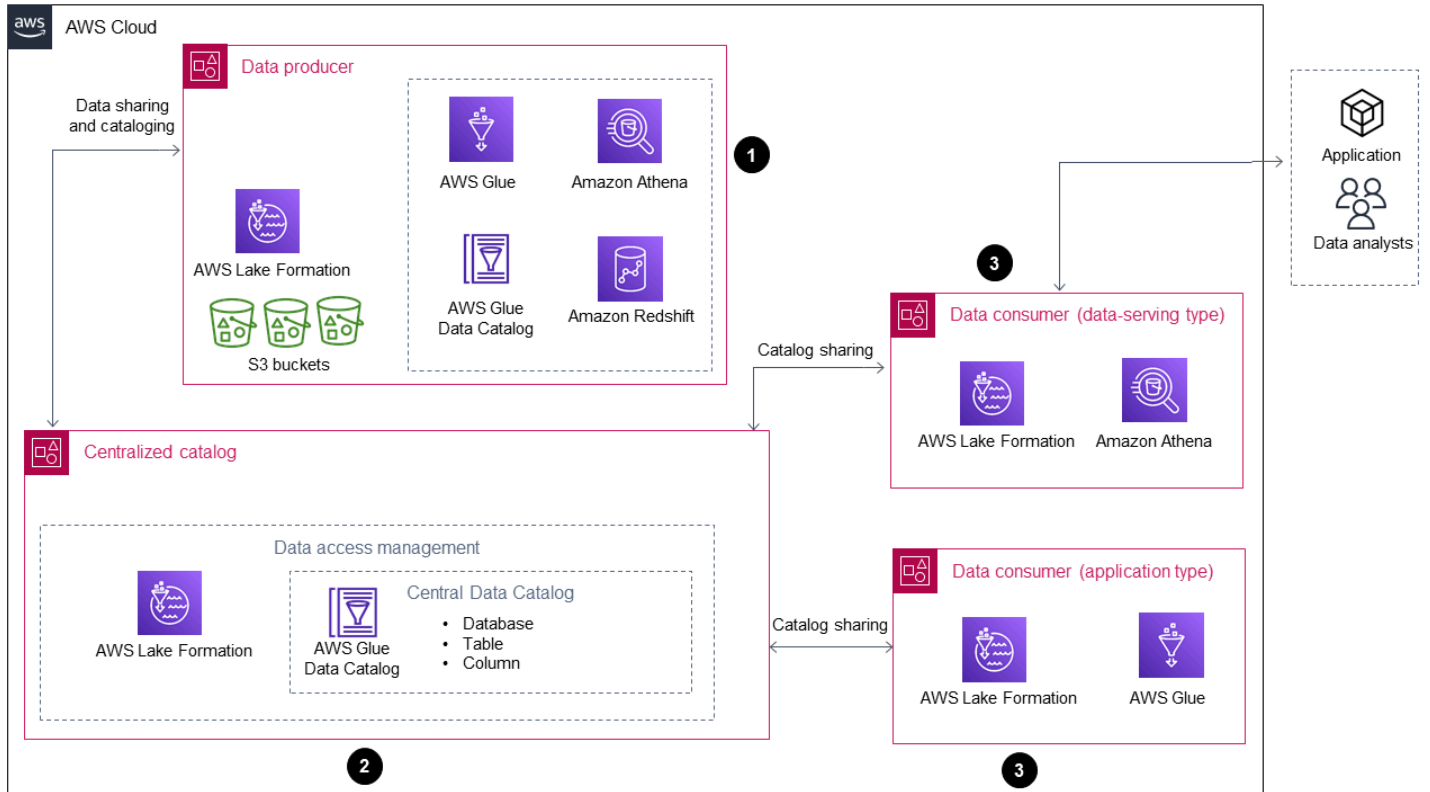 aws
AWS Cloud
Data producer
Data sharing
and cataloging
AWS Glue
Amazon Athena
1
AWS Lake Formation
AWS Glue
Data Catalog
Amazon Redshift
S3 buckets
Application
Data analysts
3
Data consumer (data-serving type)
Catalog sharing
AWS Lake Formation
Amazon Athena
Centralized catalog
Data access management
Central Data Catalog
• Database
• Table
• Column
AWS Lake Formation
AWS Glue
Data Catalog
Catalog sharing
Data consumer (application type)
AWS Lake Formation
AWS Glue
2
3